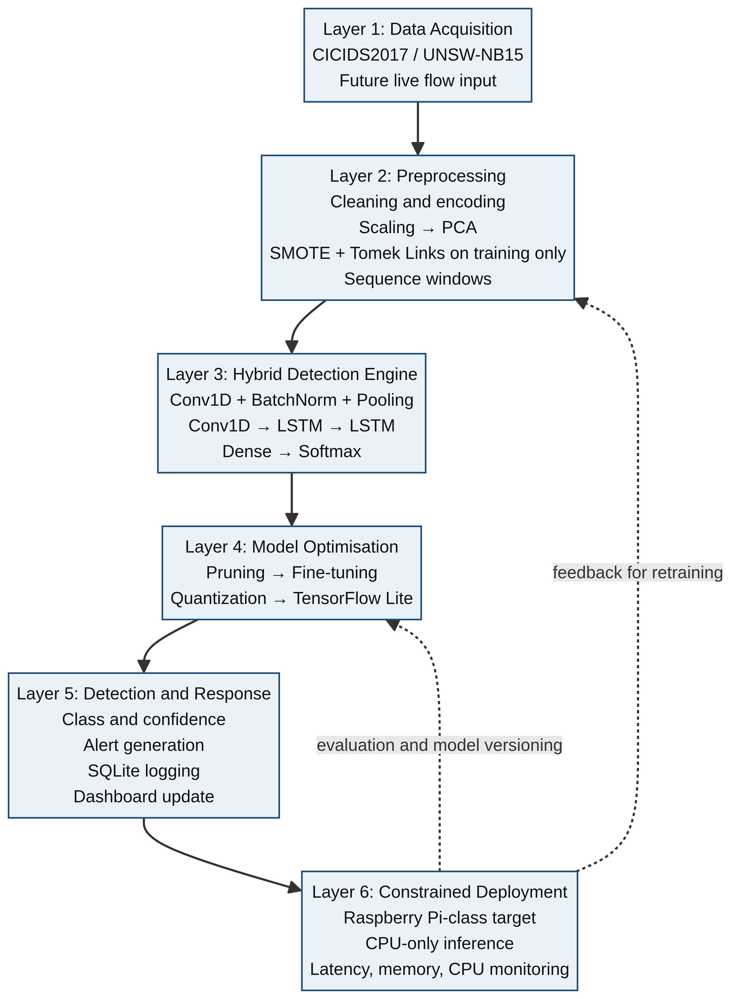 Layer 1: Data Acquisition
CICIDS2017 / UNSW-NB15
Future live flow input
Layer 2: Preprocessing
Cleaning and encoding
Scaling → PCA
SMOTE + Tomek Links on training only
Sequence windows
Layer 3: Hybrid Detection Engine
Conv1D + BatchNorm + Pooling
Conv1D → LSTM → LSTM
Dense → Softmax
Layer 4: Model Optimisation
Pruning → Fine-tuning
Quantization → TensorFlow Lite
feedback for retraining
Layer 5: Detection and Response
Class and confidence
Alert generation
SQLite logging
Dashboard update
evaluation and model versioning
Layer 6: Constrained Deployment
Raspberry Pi-class target
CPU-only inference
Latency, memory, CPU monitoring